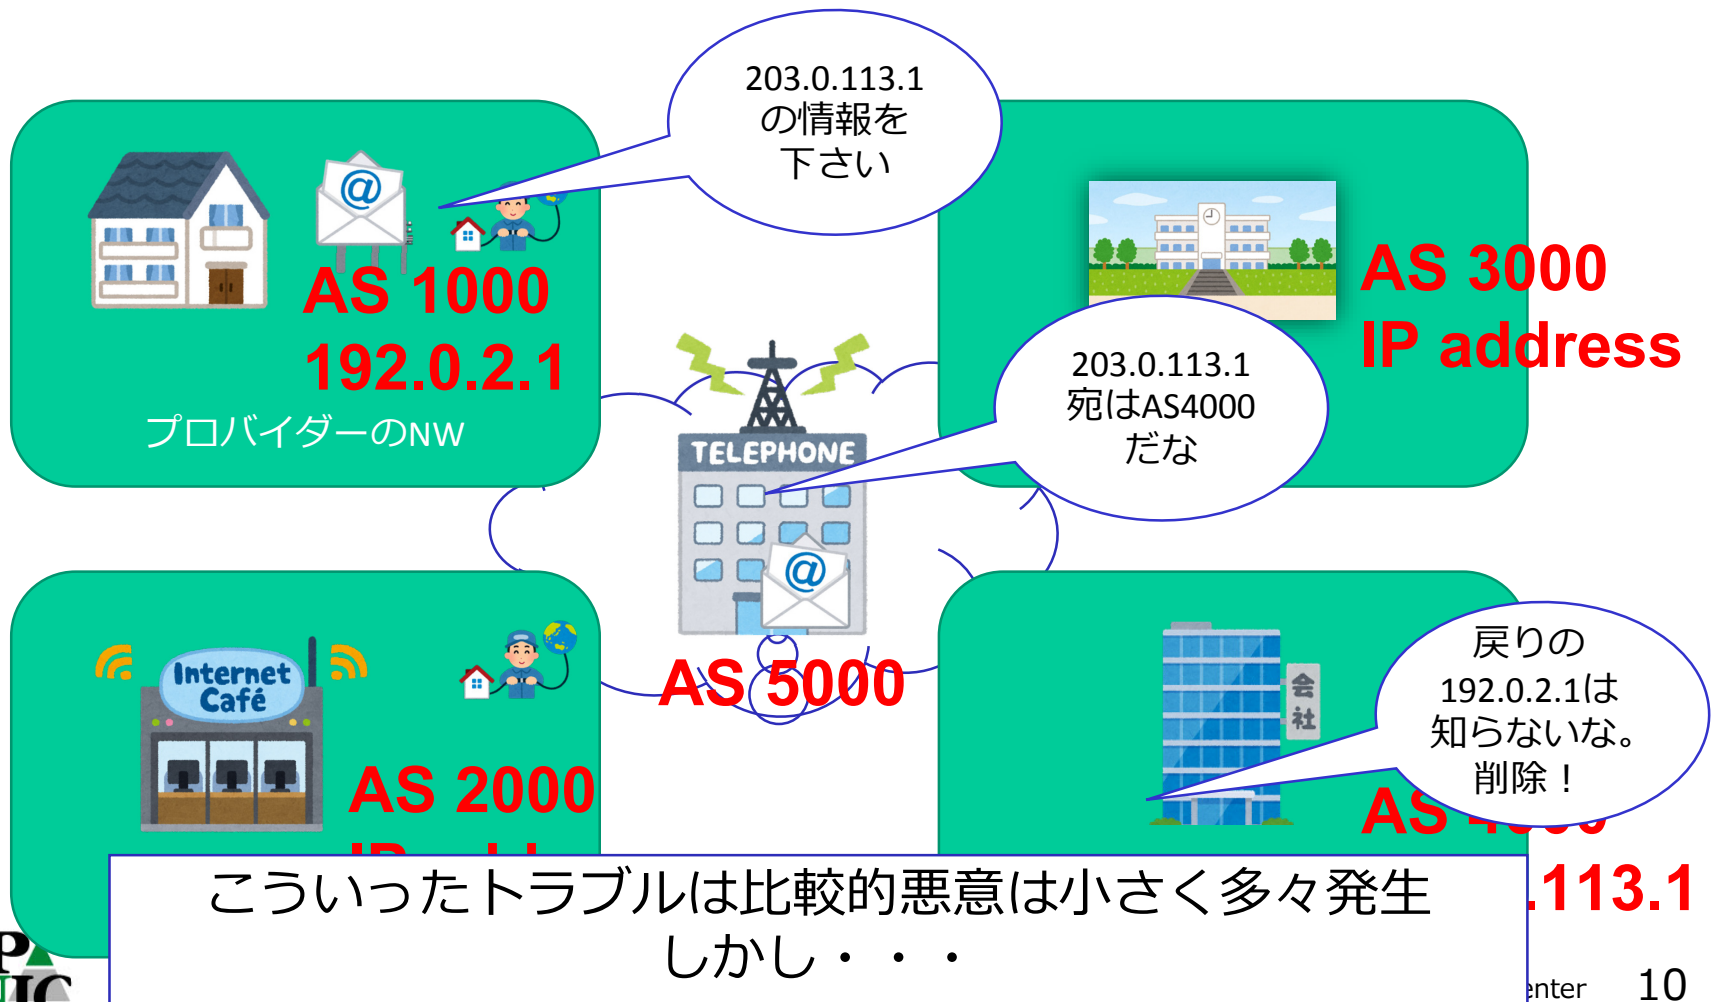 203.0.113.1
の情報を
下さい
@
AS 1000
192.0.2.1
プロバイダーのNW
AS 3000
IP address
203.0.113.1
宛はAS4000
だな
TELEPHONE
@
AS 5000
Internet
Café
AS 2000
会社
戻りの
192.0.2.1は
知らないな。
削除！
AS
.113.1
こういったトラブルは比較的悪意は小さく多々発生
しかし・・・
enter
10